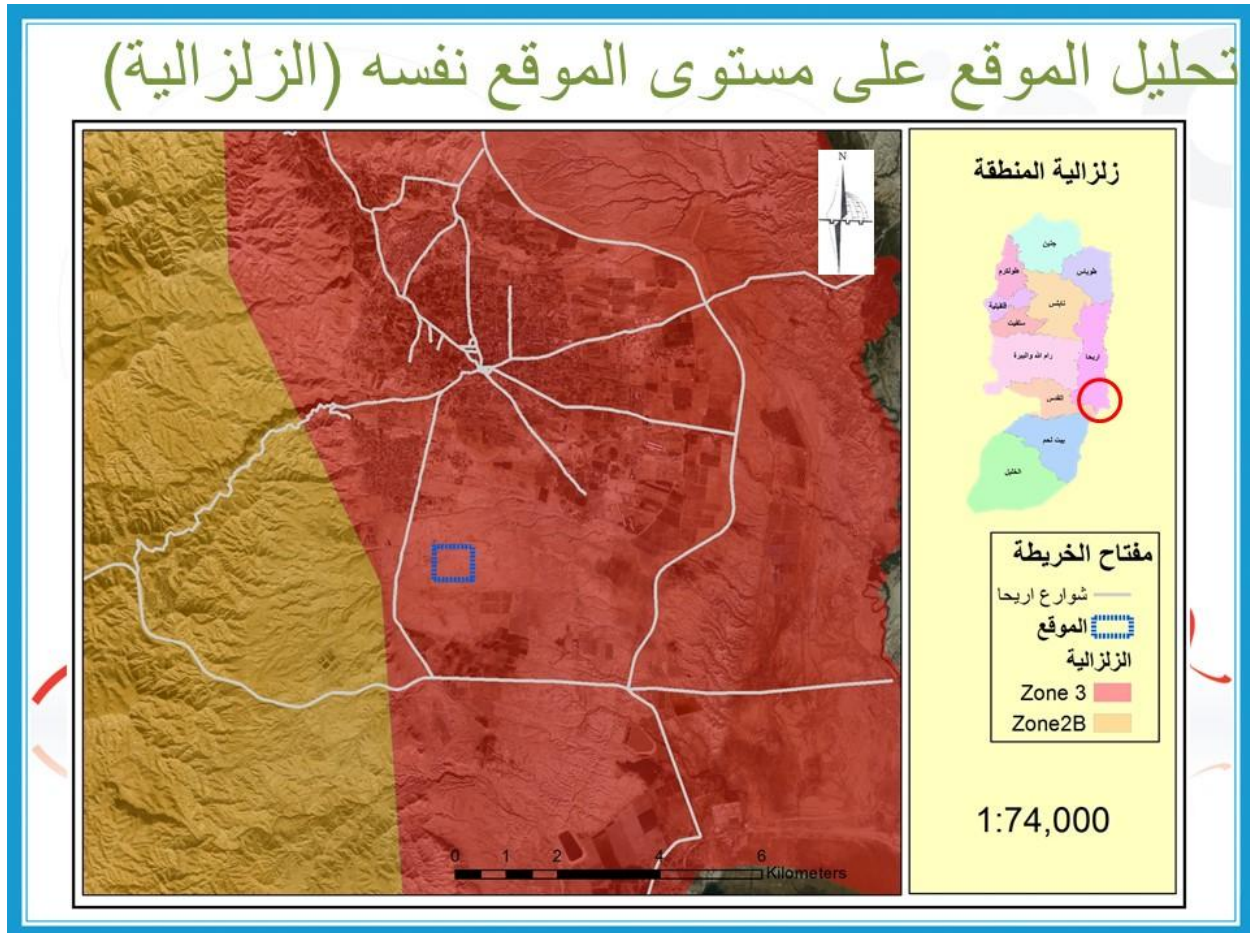 تحليل الموقع على مستوى الموقع نفسه (الزلزالية)
N
0 1 2 4 6
Kilometers
زلزالية المنطقة
جنين
طوباس
طولكرم
نابلس
قلقيلية
سلفيت
رام الله والبيرة
اريحا
القدس
بيت لحم
الخليل
مفتاح الخريطة
شوارع اريحا
الموقع
الزلزالية
Zone 3
Zone2B
1:74,000